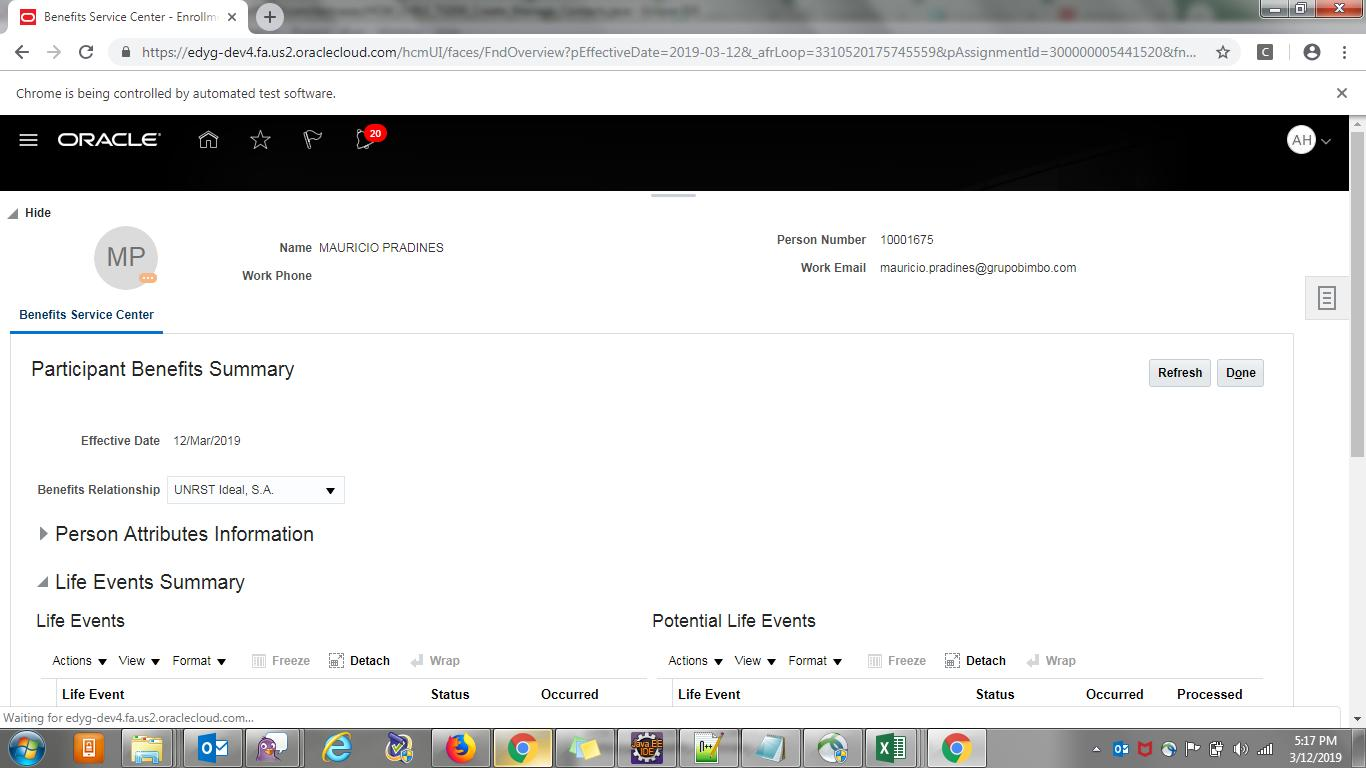 Benefits Service Center - Enrollm
https://edyg-dev4.fa.us2.oraclecloud.com/hcmUI/faces/FndOverview?pEffectiveDate=2019-03-12&_afrLoop=3310520175745559&pAssignmentId=300000005441520&fn...
Chrome is being controlled by automated test software.
ORACLE
20
AH
Hide
MP
Name MAURICIO PRADINES
Work Phone
Person Number 10001675
Work Email mauricio.pradines@grupobimbo.com
Benefits Service Center
Participant Benefits Summary
Refresh Done
Effective Date 12/Mar/2019
Benefits Relationship UNRST Ideal, S.A.
Person Attributes Information
Life Events Summary
Life Events
Actions View Format Freeze Detach Wrap
Life Event Status Occurred
Potential Life Events
Actions View Format Freeze Detach Wrap
Life Event Status Occurred Processed
Waiting for edyg-dev4.fa.us2.oraclecloud.com...
Java EE
IDE
5:17 PM
3/12/2019